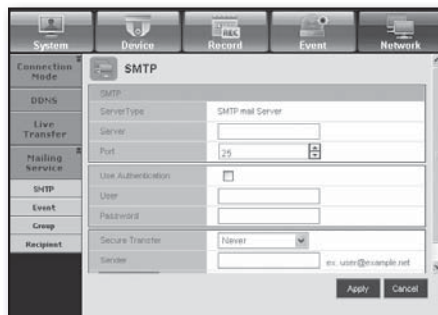 System Device Record Event Network
REC
Connection Mode
DDNS
Live Transfer
Mailing Service
SMTP
Event
Group
Recipient
SMTP
SMTP
ServerType SMTP mail Server
Server
Port 25
Use Authentication
User
Password
Secure Transfer Never
Sender ex. user@example.net
Apply Cancel